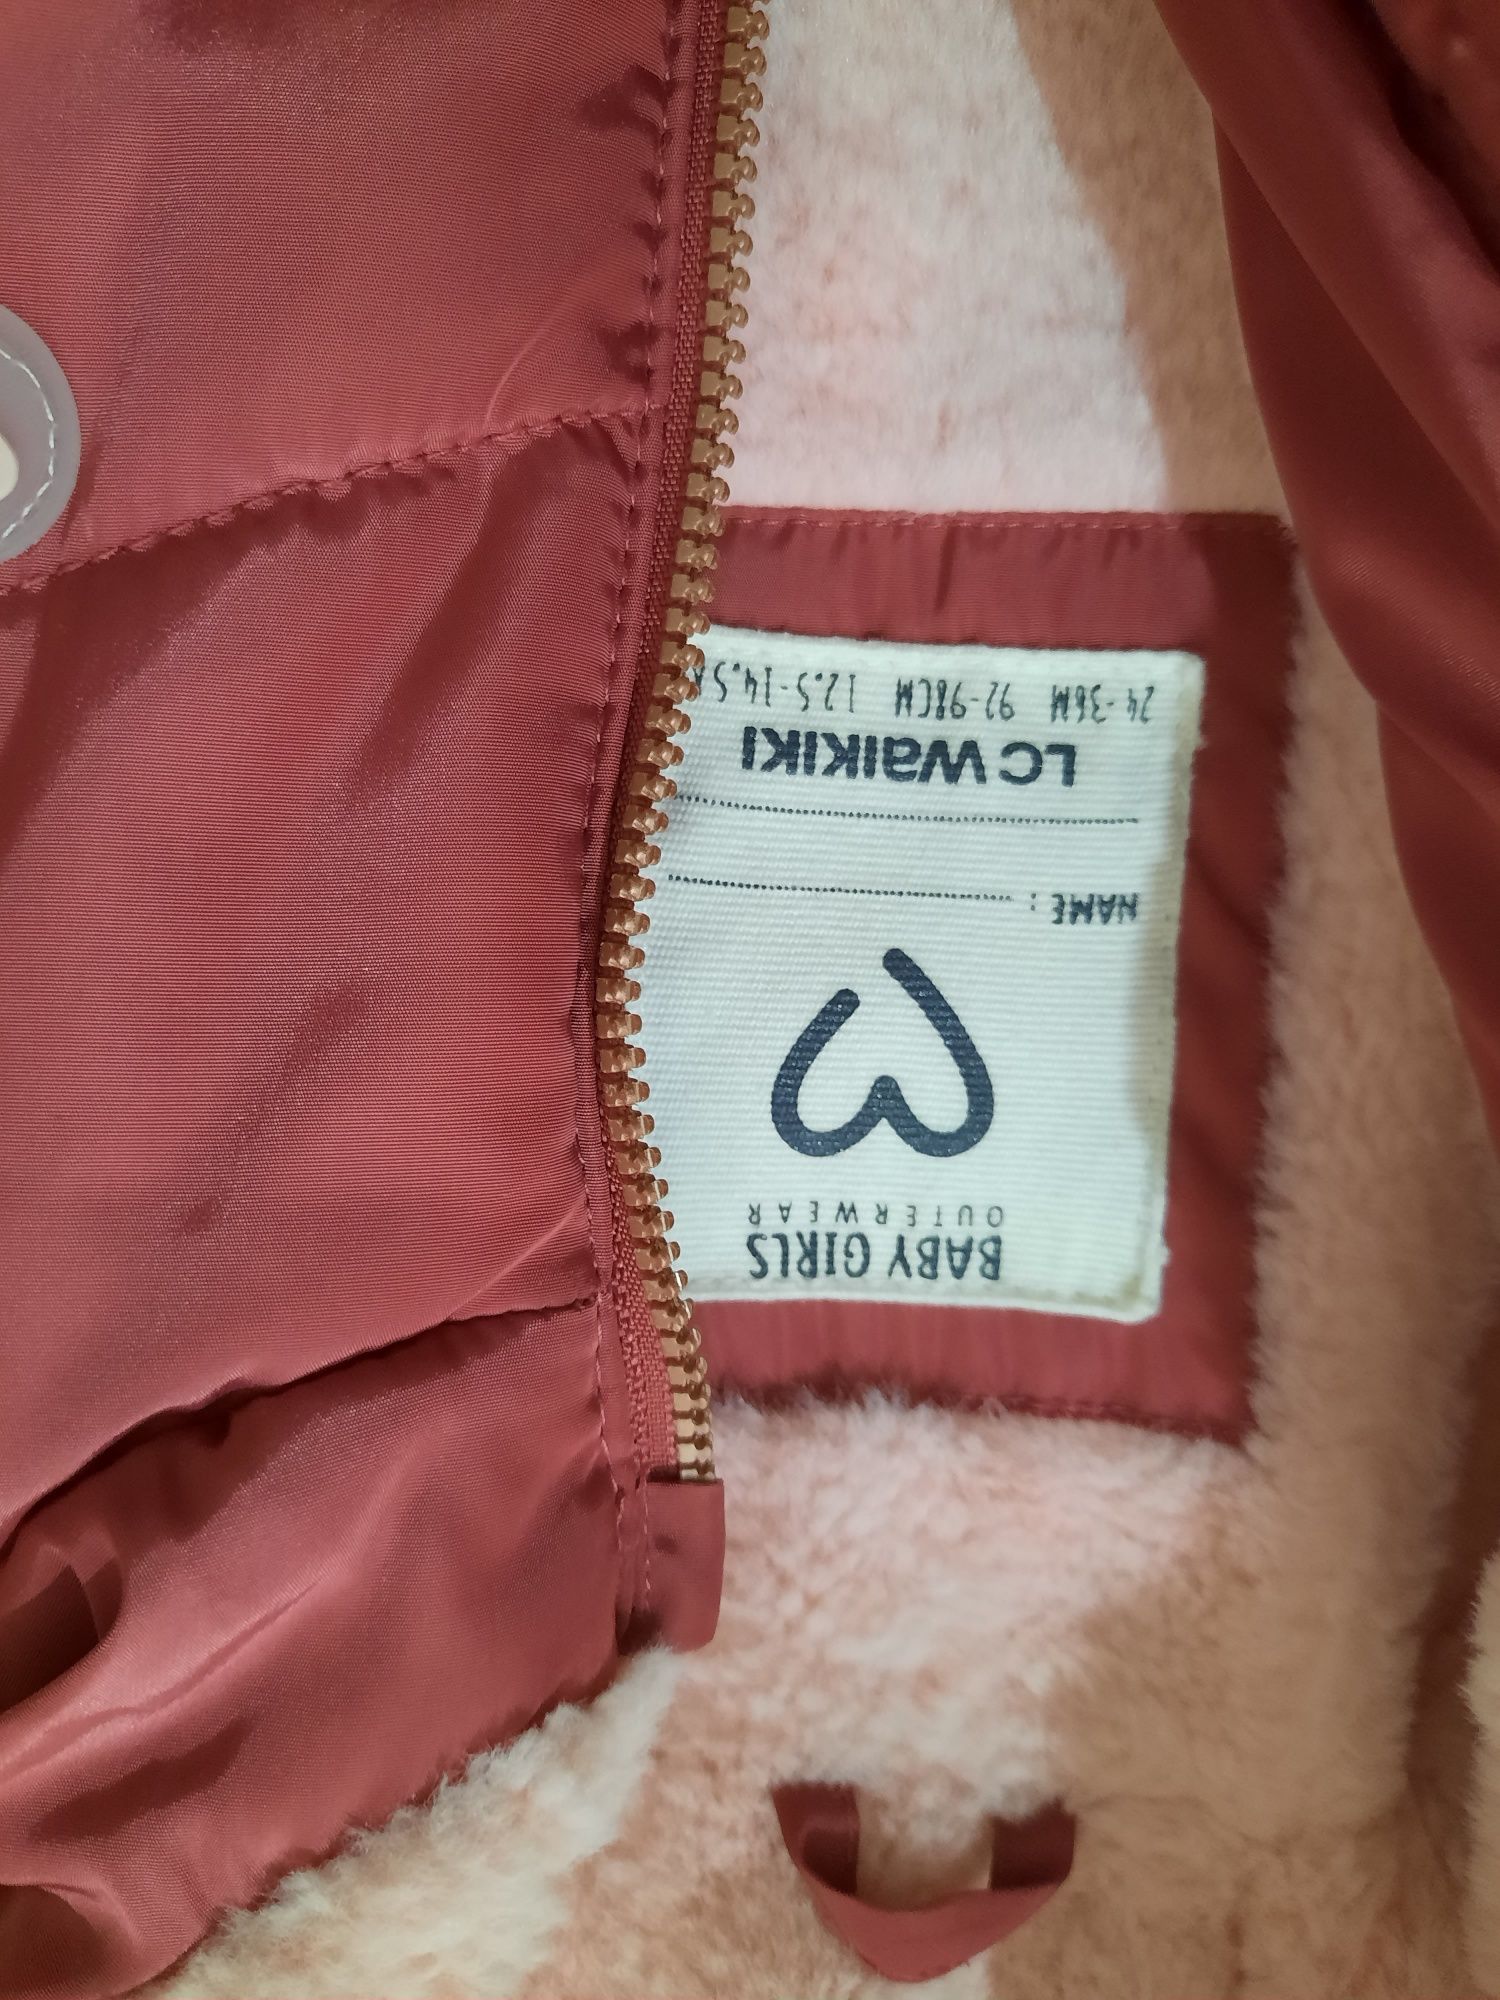 BABY GIRLS
OUTERWEAR
NAME:
LC WAIKIKI
24-36M 92-98CM 12.5-14.5